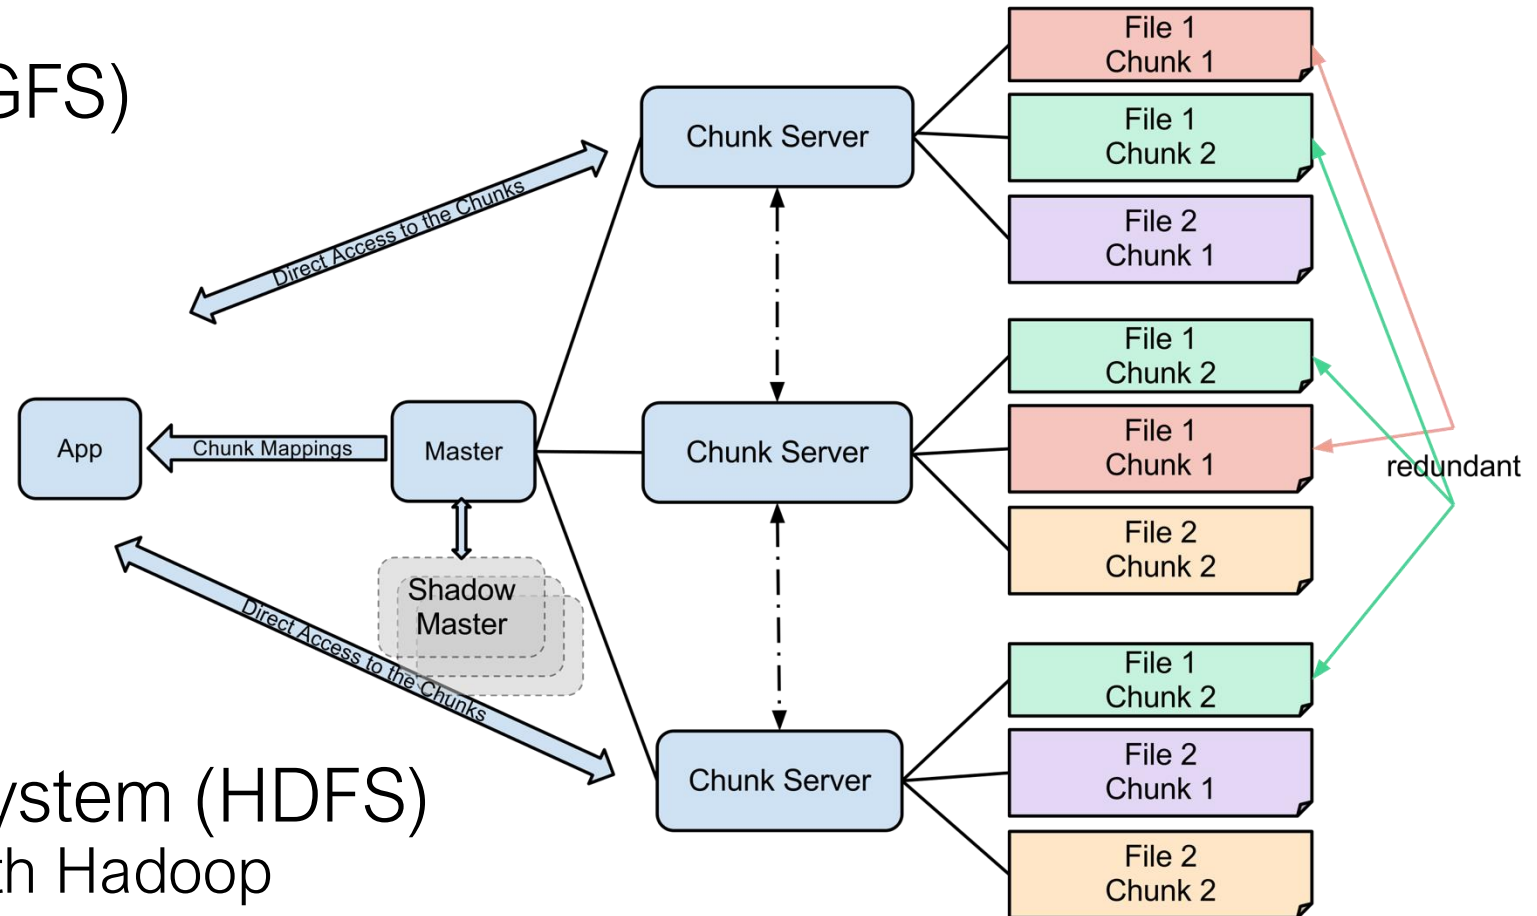 GFS)
Direct Access to the Chunks
App
Chunk Mappings
Master
Shadow
Master
Direct Access to the Chunks
Chunk Server
File 1
Chunk 1
File 1
Chunk 2
File 2
Chunk 1
Chunk Server
File 1
Chunk 2
File 1
Chunk 1
File 2
Chunk 2
redundant
Chunk Server
File 1
Chunk 2
File 2
Chunk 1
File 2
Chunk 2
ystem (HDFS)
th Hadoop